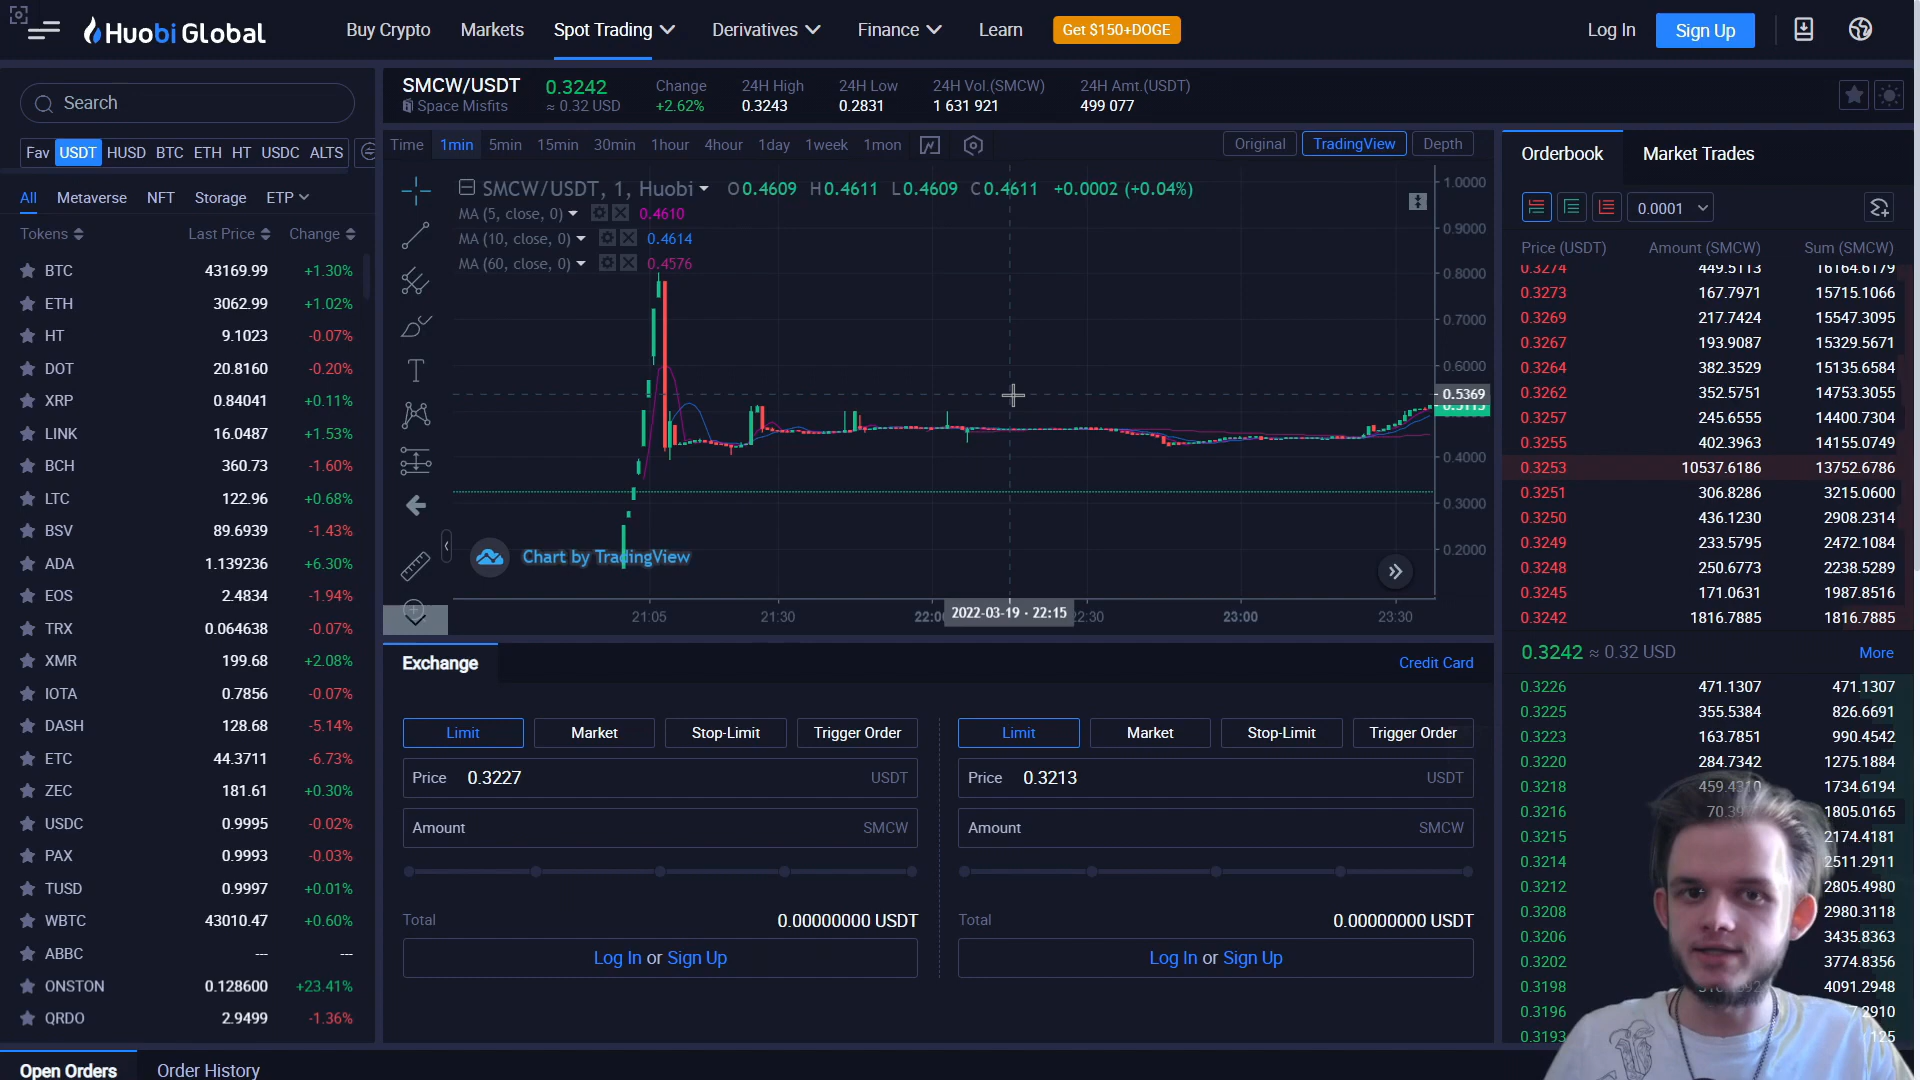 Huobi Global
Buy Crypto Markets Spot Trading Derivatives Finance Learn Get $150+DOGE Log In Sign Up
Search
Fav USDT HUSD BTC ETH HT USDC ALTS
All Metaverse NFT Storage ETP
Tokens Last Price Change
BTC 43169.99 +1.30%
ETH 3062.99 +1.02%
HT 9.1023 -0.07%
DOT 20.8160 -0.20%
XRP 0.84041 +0.11%
LINK 16.0487 +1.53%
BCH 360.73 -1.60%
LTC 122.96 +0.68%
BSV 89.6939 -1.43%
ADA 1.139236 +6.30%
EOS 2.4834 -1.94%
TRX 0.064638 -0.07%
XMR 199.68 +2.08%
IOTA 0.7856 -0.07%
DASH 128.68 -5.14%
ETC 44.3711 -6.73%
ZEC 181.61 +0.30%
USDC 0.9995 -0.02%
PAX 0.9993 -0.03%
TUSD 0.9997 +0.01%
WBTC 43010.47 +0.60%
ABBC --- ---
ONSTON 0.128600 +23.41%
QRDO 2.9499 -1.36%
SMCW/USDT 0.3242 Change 24H High 24H Low 24H Vol.(SMCW) 24H Amt.(USDT)
Space Misfits ≈ 0.32 USD +2.62% 0.3243 0.2831 1 631 921 499 077
Time 1min 5min 15min 30min 1hour 4hour 1day 1week 1mon Original TradingView Depth
SMCW/USDT, 1, Huobi O0.4609 H0.4611 L0.4609 C0.4611 +0.0002 (+0.04%)
MA (5, close, 0) 0.4610
MA (10, close, 0) 0.4614
MA (60, close, 0) 0.4576
1.0000
0.9000
0.8000
0.7000
0.6000
0.5369
0.4000
0.3000
0.2000
Chart by TradingView
21:05 21:30 22:00 2022-03-19 · 22:15 23:00 23:30
Exchange Credit Card
Limit Market Stop-Limit Trigger Order Limit Market Stop-Limit Trigger Order
Price 0.3227 USDT Price 0.3213 USDT
Amount SMCW Amount SMCW
Total 0.00000000 USDT Total 0.00000000 USDT
Log In or Sign Up Log In or Sign Up
Orderbook Market Trades
0.0001
Price (USDT) Amount (SMCW) Sum (SMCW)
0.3274 449.5113 16164.6179
0.3273 167.7971 15715.1066
0.3269 217.7424 15547.3095
0.3267 193.9087 15329.5671
0.3264 382.3529 15135.6584
0.3262 352.5751 14753.3055
0.3257 245.6555 14400.7304
0.3255 402.3963 14155.0749
0.3253 10537.6186 13752.6786
0.3251 306.8286 3215.0600
0.3250 436.1230 2908.2314
0.3249 233.5795 2472.1084
0.3248 250.6773 2238.5289
0.3245 171.0631 1987.8516
0.3242 1816.7885 1816.7885
0.3242 ≈ 0.32 USD More
0.3226 471.1307 471.1307
0.3225 355.5384 826.6691
0.3223 163.7851 990.4542
0.3220 284.7342 1275.1884
0.3218 459.4310 1734.6194
0.3216 1805.0165
0.3215 2174.4181
0.3214 2511.2911
0.3212 2805.4980
0.3208 2980.3118
0.3206 3435.8363
0.3202 3774.8356
0.3198 4091.2948
0.3196
0.3193
Open Orders Order History